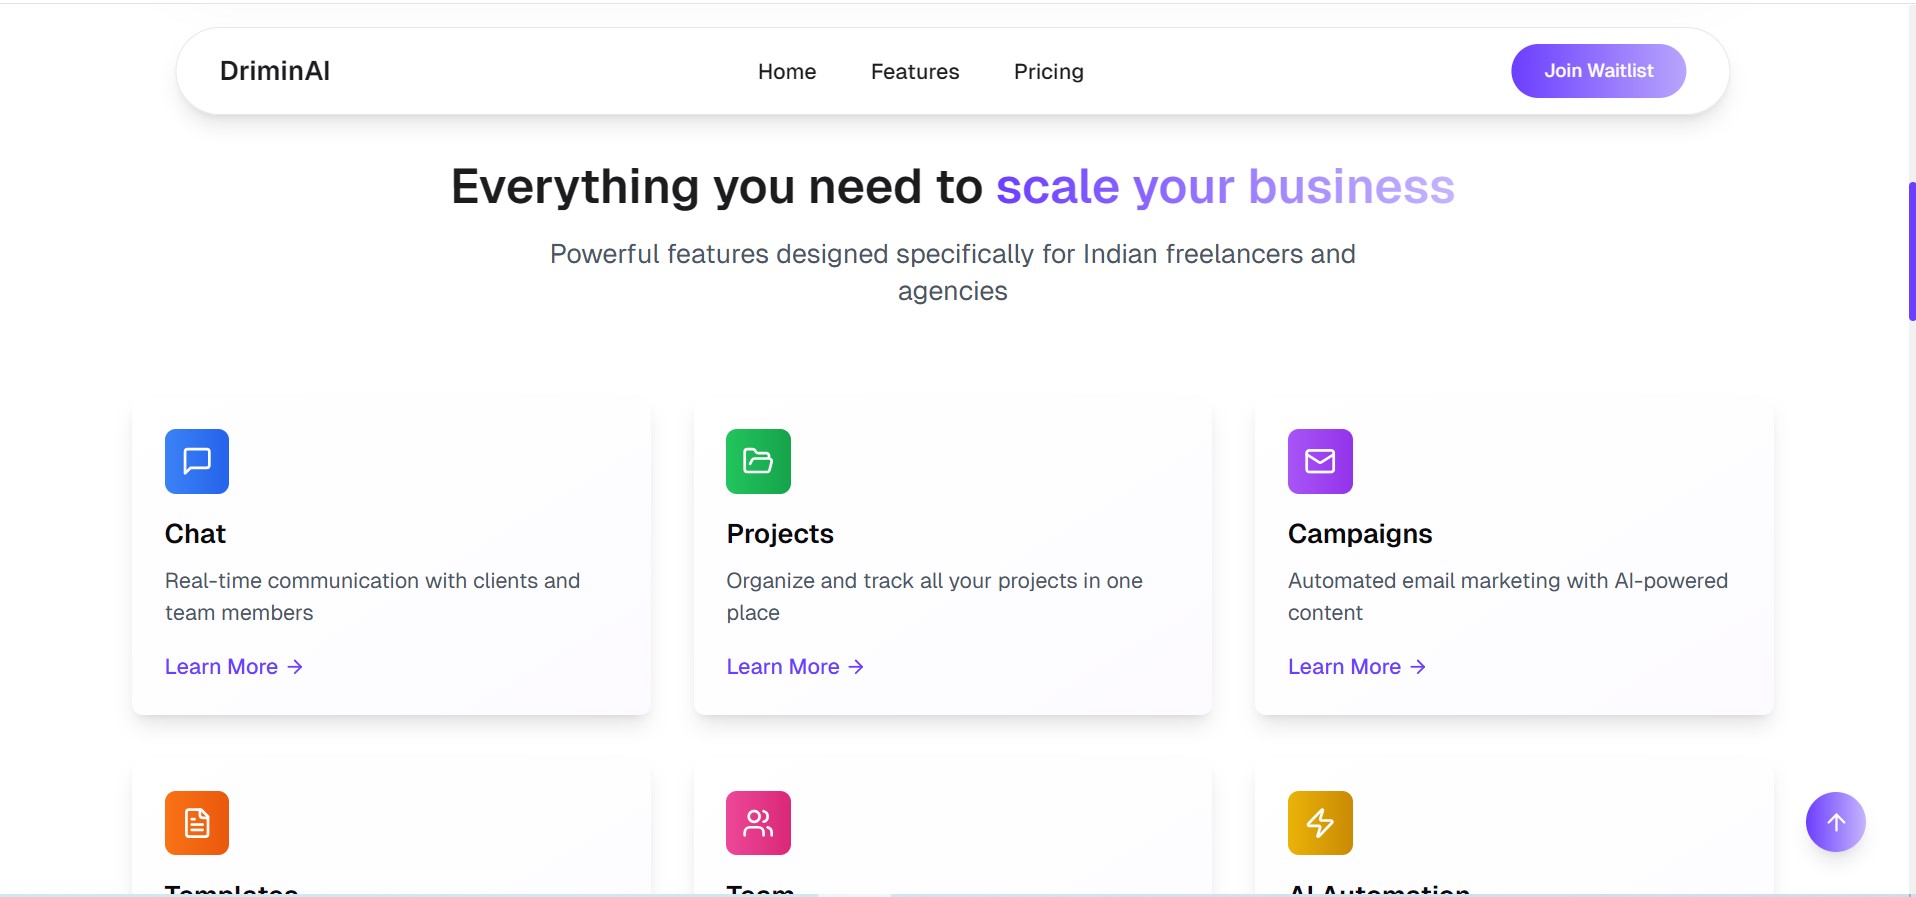 DriminAI
Home
Features
Pricing
Join Waitlist
Everything you need to scale your business
Powerful features designed specifically for Indian freelancers and
agencies
Chat
Real-time communication with clients and
team members
Learn More
Projects
Organize and track all your projects in one
place
Learn More
Campaigns
Automated email marketing with AI-powered
content
Learn More
Templates
Team
AI Automation